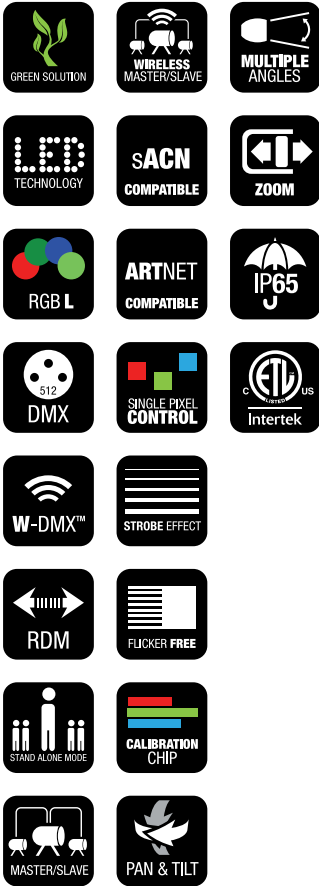 GREEN SOLUTION
WIRELESS
MASTER/SLAVE
MULTIPLE
ANGLES
LED
TECHNOLOGY
sACN
COMPATIBLE
ZOOM
RGB L
ARTNET
COMPATIBLE
IP65
512
DMX
SINGLE PIXEL
CONTROL
ETL
C US
LISTED
Intertek
W-DMX™
STROBE EFFECT
RDM
FLICKER FREE
STAND ALONE MODE
CALIBRATION
CHIP
MASTER/SLAVE
PAN & TILT